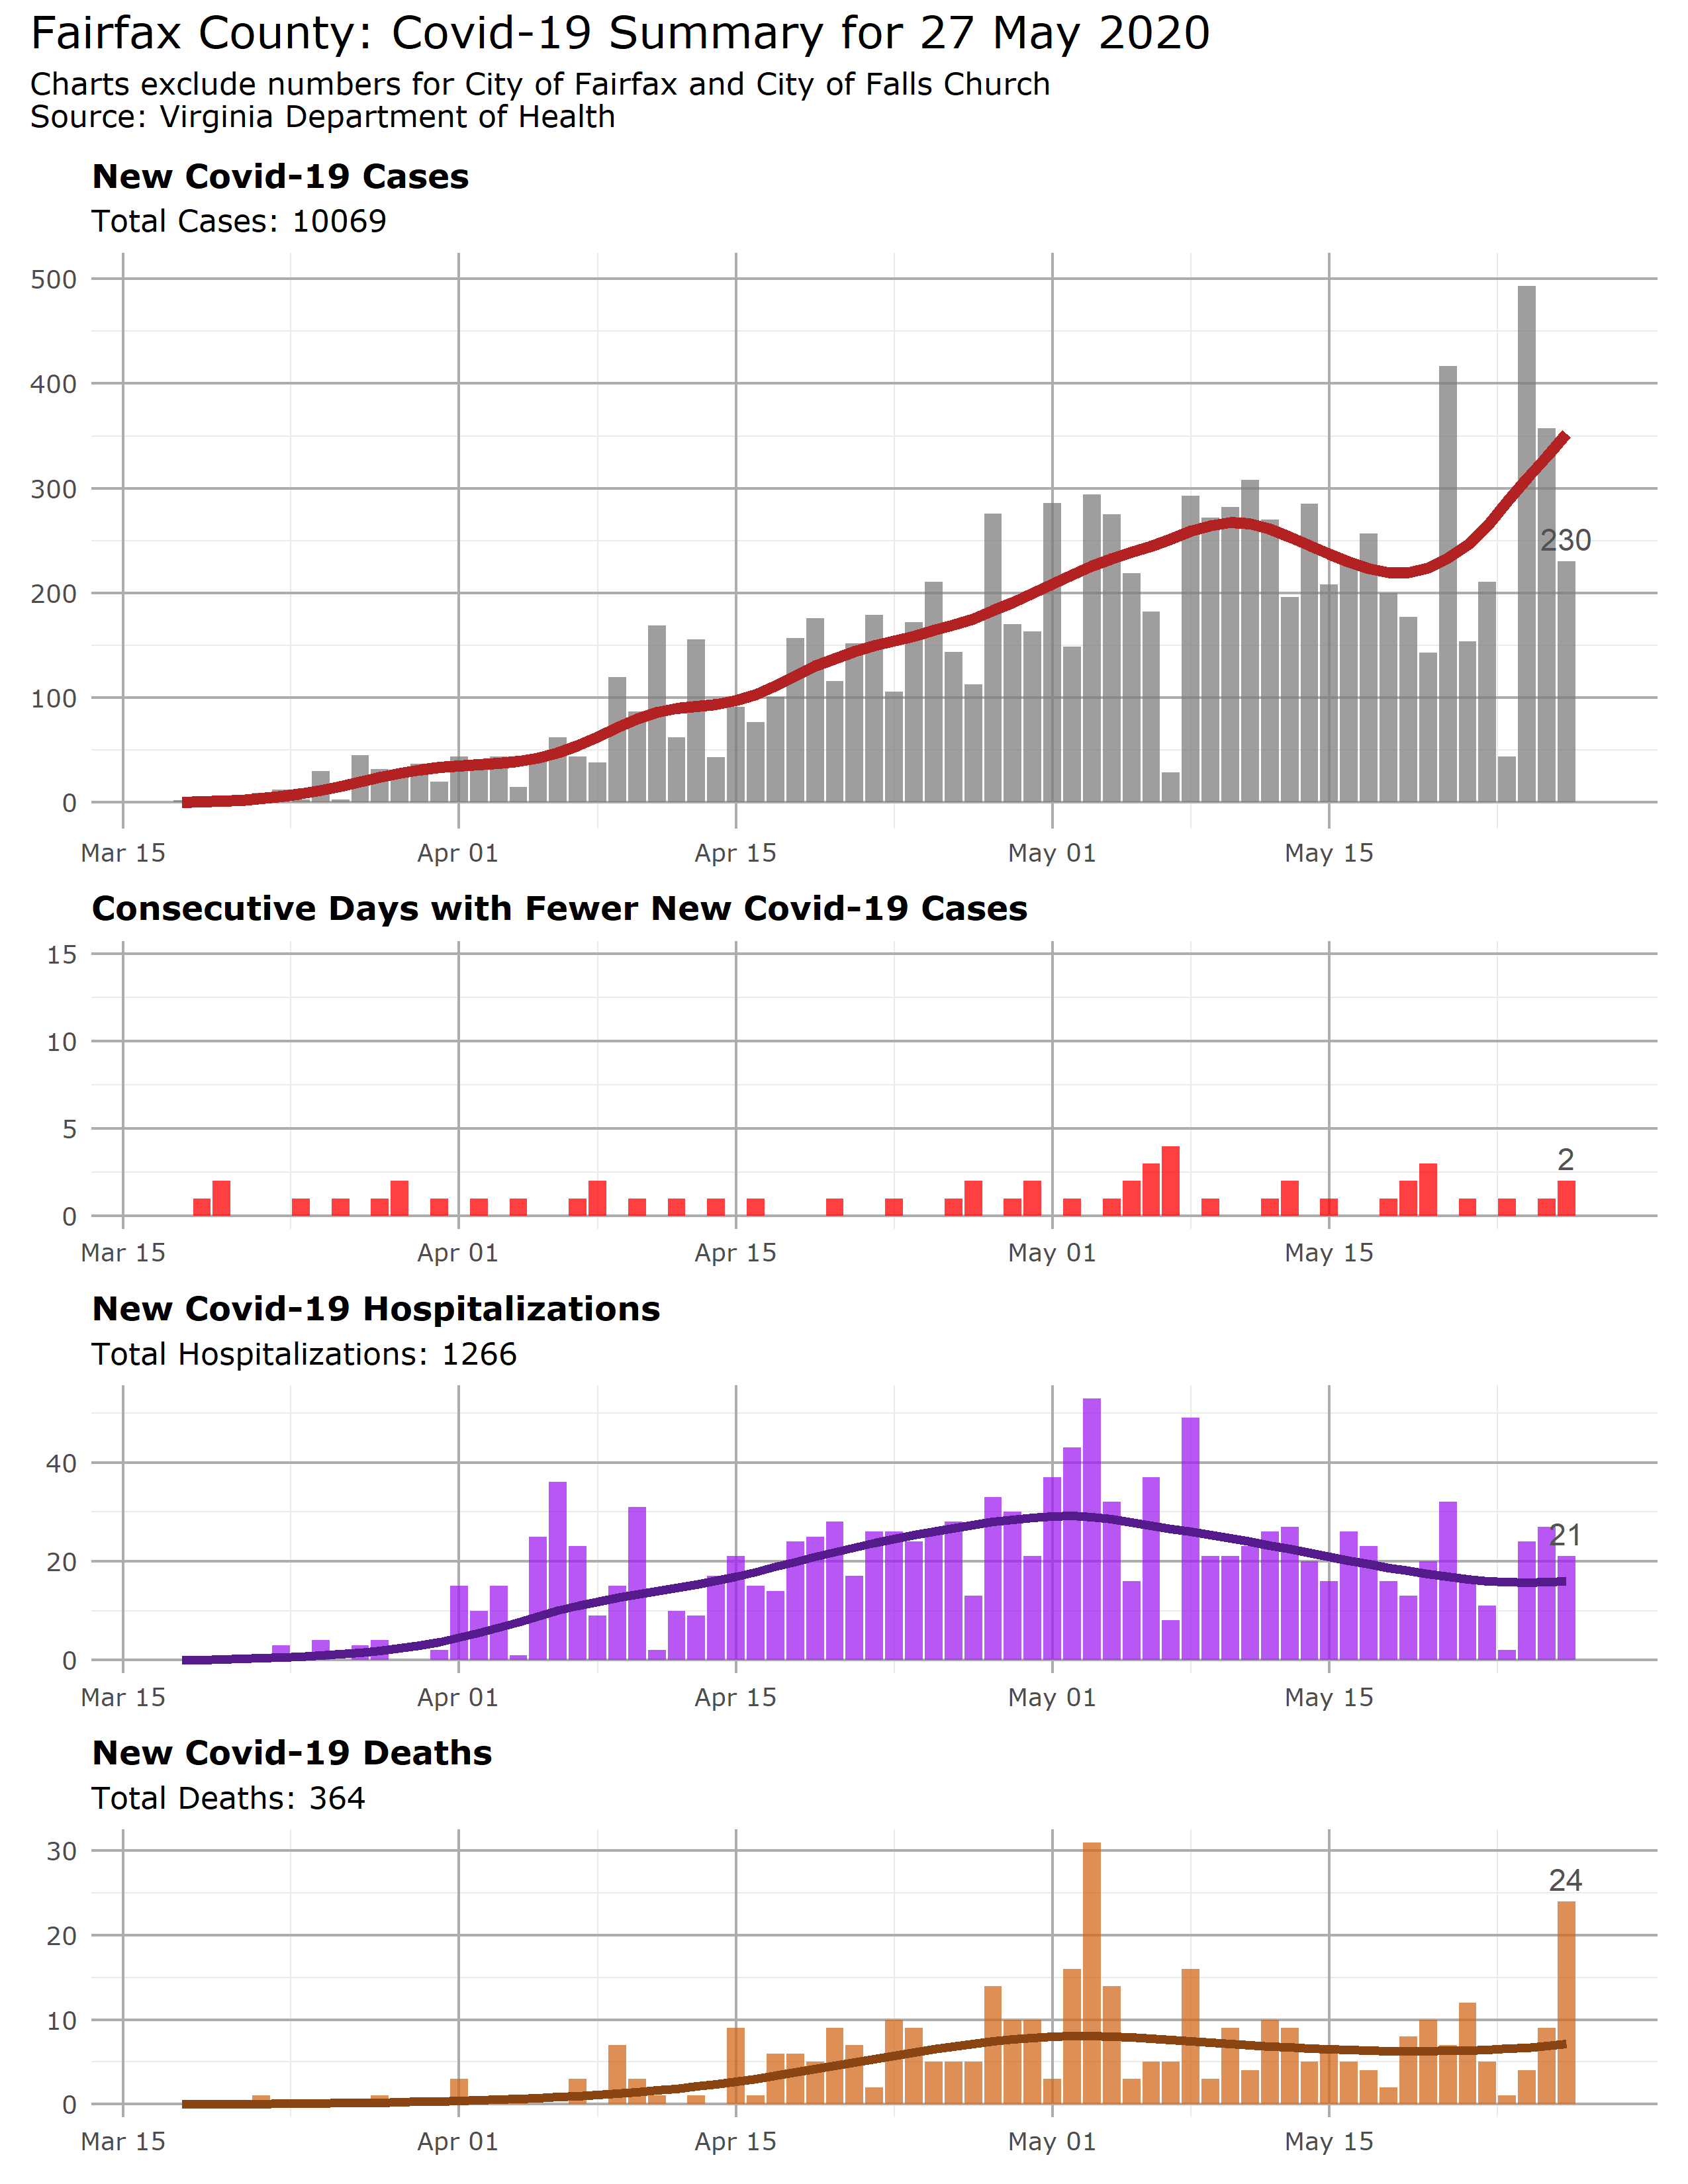 Fairfax County: Covid-19 Summary for 27 May 2020
Charts exclude numbers for City of Fairfax and City of Falls Church
Source: Virginia Department of Health
New Covid-19 Cases
Total Cases: 10069
500
400
300
230
200
100
0
Mar 15 Apr 01 Apr 15 May 01 May 15
Consecutive Days with Fewer New Covid-19 Cases
15
10
5
2
0
Mar 15 Apr 01 Apr 15 May 01 May 15
New Covid-19 Hospitalizations
Total Hospitalizations: 1266
40
21
20
0
Mar 15 Apr 01 Apr 15 May 01 May 15
New Covid-19 Deaths
Total Deaths: 364
30
24
20
10
0
Mar 15 Apr 01 Apr 15 May 01 May 15